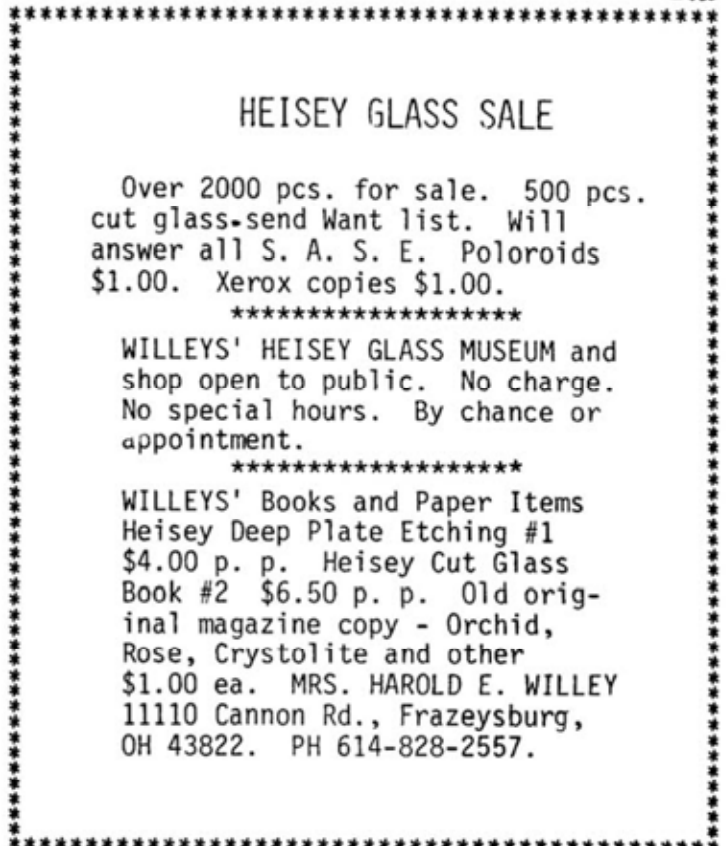 HEISEY GLASS SALE
Over 2000 pcs. for sale. 500 pcs.
cut glass-send Want list. Will
answer all S. A. S. E. Poloroids
$1.00. Xerox copies $1.00.
*******************
WILLEYS' HEISEY GLASS MUSEUM and
shop open to public. No charge.
No special hours. By chance or
appointment.
*******************
WILLEYS' Books and Paper Items
Heisey Deep Plate Etching #1
$4.00 p. p. Heisey Cut Glass
Book #2 $6.50 p. p. Old orig-
inal magazine copy - Orchid,
Rose, Crystolite and other
$1.00 ea. MRS. HAROLD E. WILLEY
11110 Cannon Rd., Frazeysburg,
OH 43822. PH 614-828-2557.